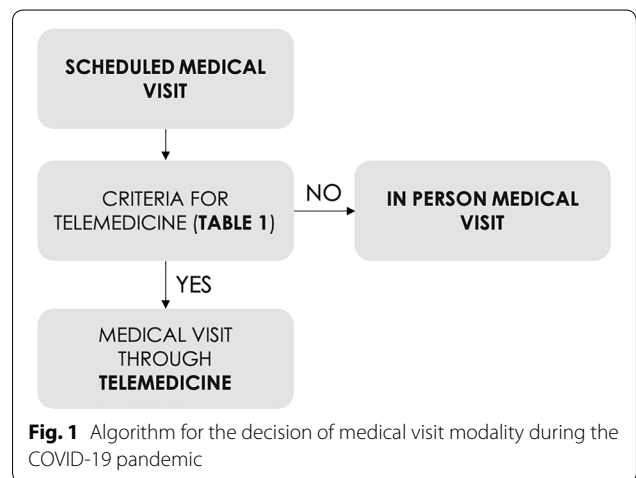 SCHEDULED MEDICAL
VISIT
CRITERIA FOR
TELEMEDICINE (TABLE 1)
NO
IN PERSON MEDICAL
VISIT
YES
MEDICAL VISIT
THROUGH
TELEMEDICINE
Fig. 1 Algorithm for the decision of medical visit modality during the
COVID-19 pandemic